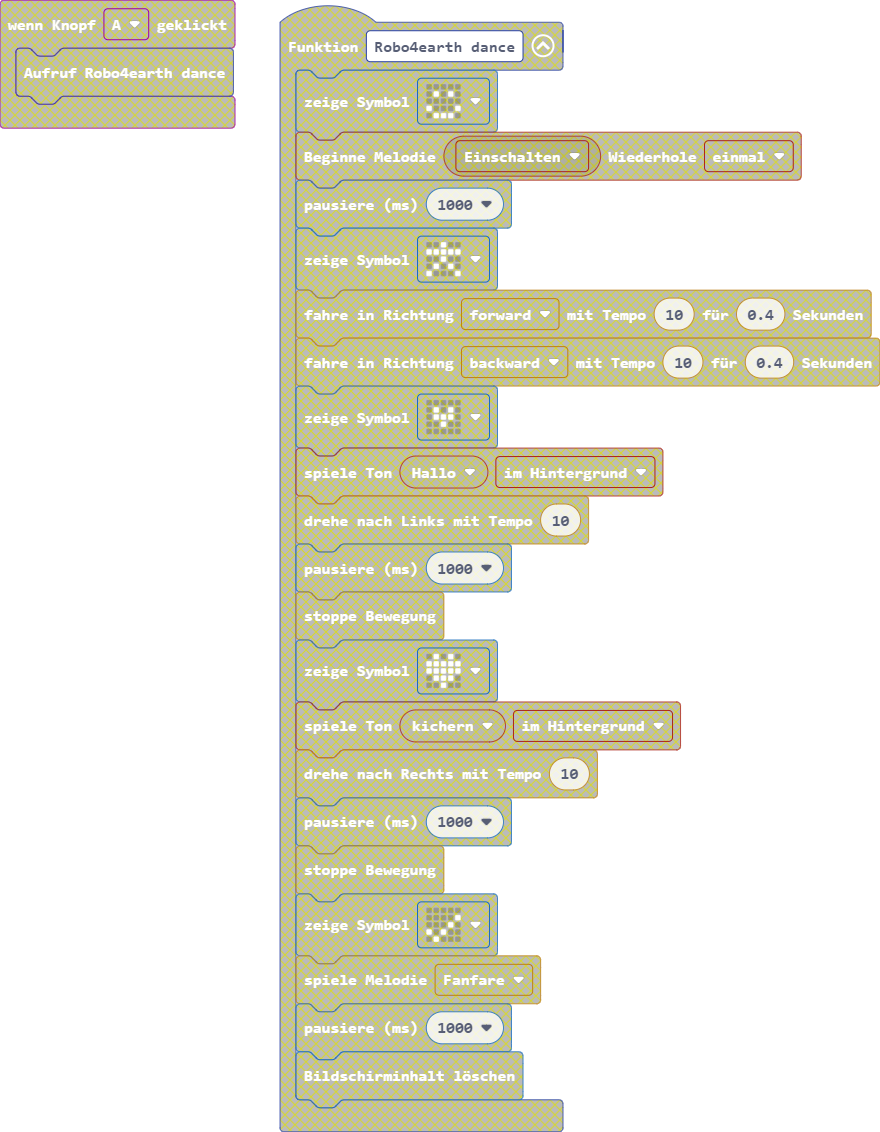 wenn Knopf A geklickt
Aufruf Robo4earth dance
Funktion Robo4earth dance
zeige Symbol
Beginne Melodie Einschalten Wiederhole einmal
pausiere (ms) 1000
zeige Symbol
fahre in Richtung forward mit Tempo 10 für 0.4 Sekunden
fahre in Richtung backward mit Tempo 10 für 0.4 Sekunden
zeige Symbol
spiele Ton Hallo im Hintergrund
drehe nach Links mit Tempo 10
pausiere (ms) 1000
stoppe Bewegung
zeige Symbol
spiele Ton kichern im Hintergrund
drehe nach Rechts mit Tempo 10
pausiere (ms) 1000
stoppe Bewegung
zeige Symbol
spiele Melodie Fanfare
pausiere (ms) 1000
Bildschirminhalt löschen